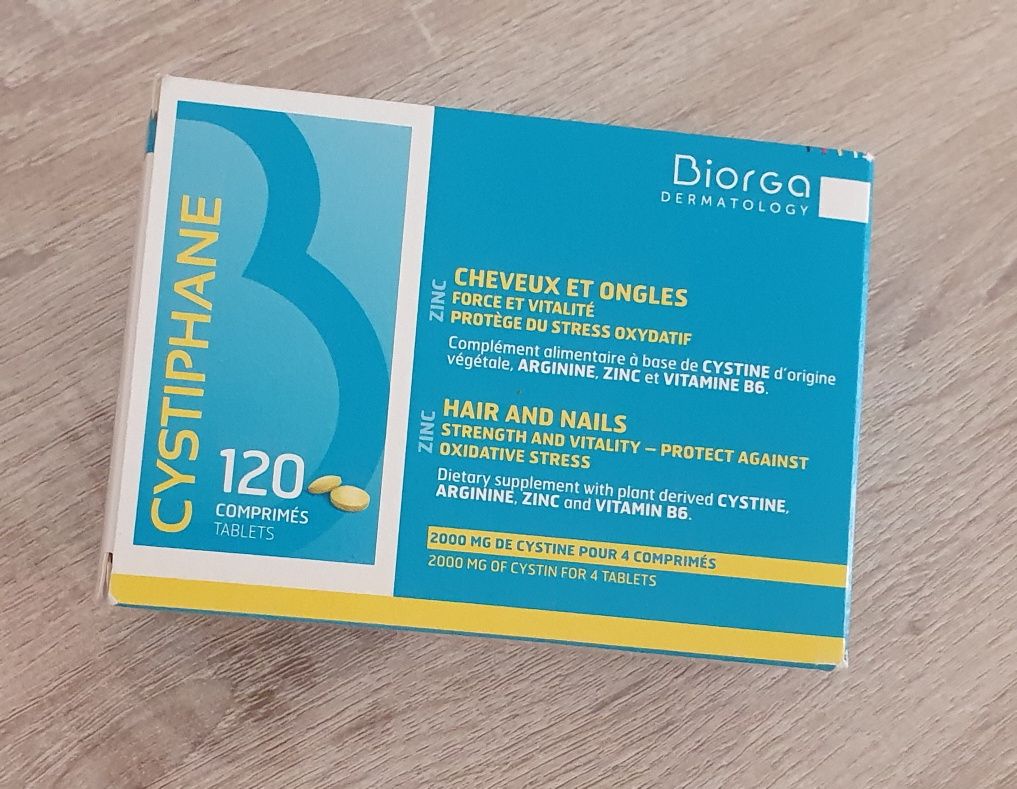 CYSTIPHANE
120
COMPRIMÉS
TABLETS
Biorga
DERMATOLOGY
ZINC
CHEVEUX ET ONGLES
FORCE ET VITALITÉ
PROTÈGE DU STRESS OXYDATIF
Complément alimentaire à base de CYSTINE d'origine
végétale, ARGININE, ZINC et VITAMINE B6.
ZINC
HAIR AND NAILS
STRENGTH AND VITALITY – PROTECT AGAINST
OXIDATIVE STRESS
Dietary supplement with plant derived CYSTINE,
ARGININE, ZINC and VITAMIN B6.
2000 MG DE CYSTINE POUR 4 COMPRIMÉS
2000 MG OF CYSTIN FOR 4 TABLETS